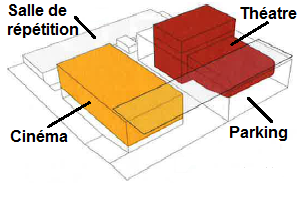 Salle de
répétition
Théatre
Cinéma
Parking